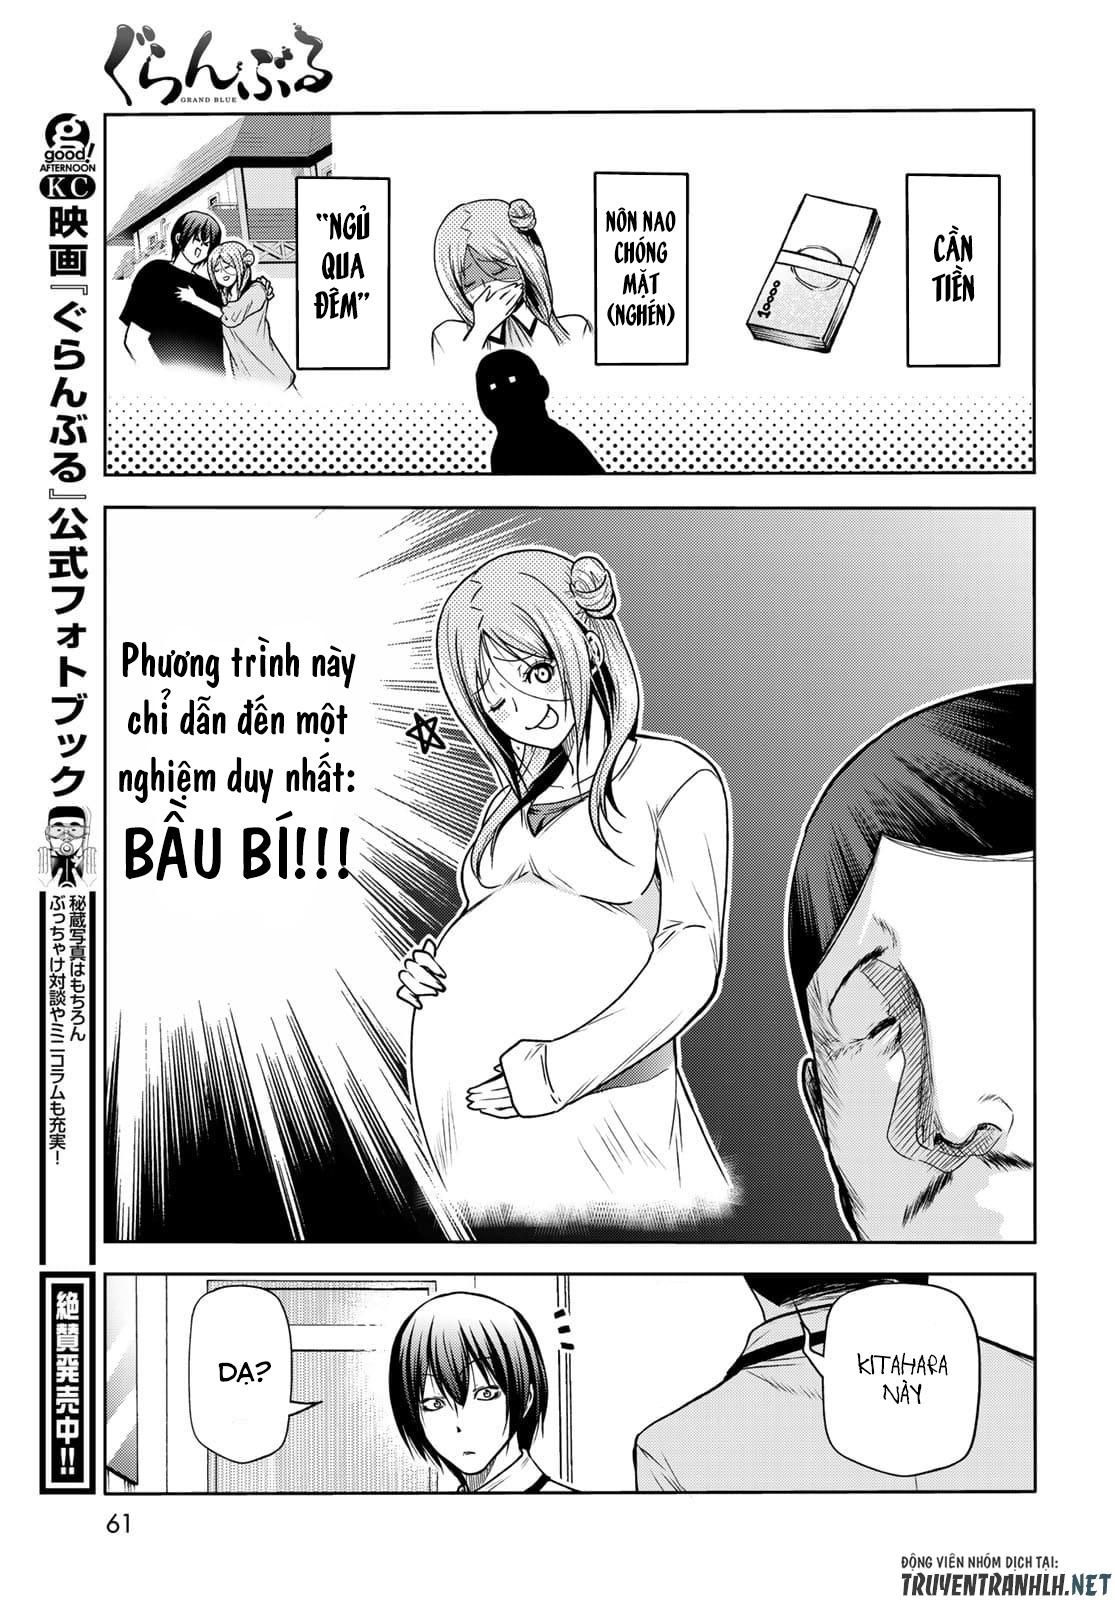 ぐらんぶる
GRAND BLUE
good!
AFTERNOON
KC
映画『ぐらんぶる』公式フォトブック
秘蔵写真はもちろん
ぶっちゃけ対談やミニコラムも充実！
絶賛発売中!!
CẦN
TIỀN
10000
NÔN NAO
CHÓNG
MẶT
(NGHÉN)
“NGỦ
QUA
ĐÊM”
Phương trình này
chỉ dẫn đến một
nghiệm duy nhất:
BẦU BÍ!!!
KITAHARA
NÀY
DẠ?
61
ĐỘNG VIÊN NHÓM DỊCH TẠI:
TRUYENTRANHLH.NET